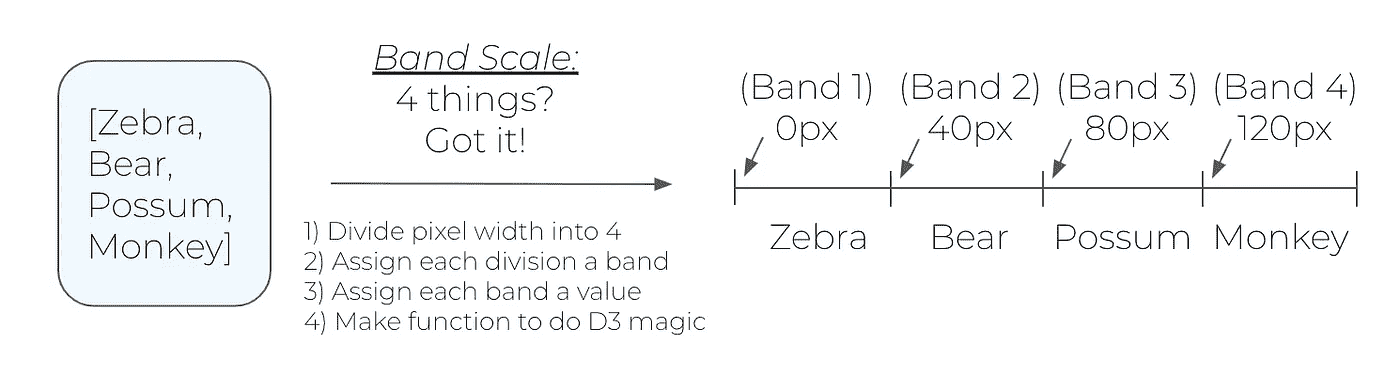 [Zebra,
Bear,
Possum,
Monkey]
Band Scale:
4 things?
Got it!
1) Divide pixel width into 4
2) Assign each division a band
3) Assign each band a value
4) Make function to do D3 magic
(Band 1) (Band 2) (Band 3) (Band 4)
0px 40px 80px 120px
Zebra Bear Possum Monkey